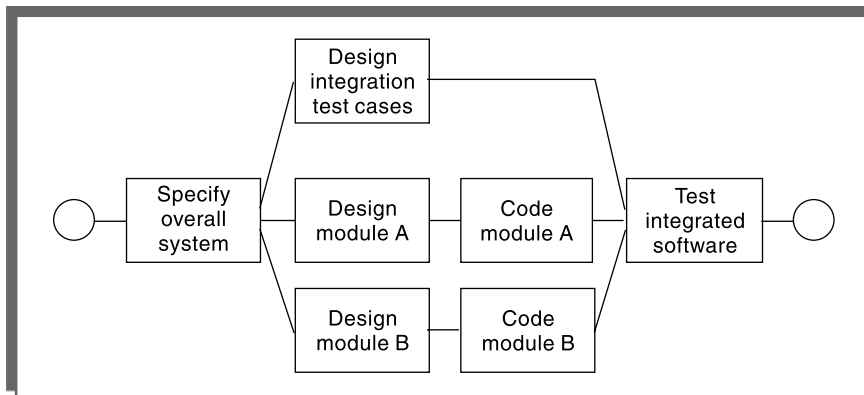 Design
integration
test cases
Specify
overall
system
Design
module A
Code
module A
Test
integrated
software
Design
module B
Code
module B